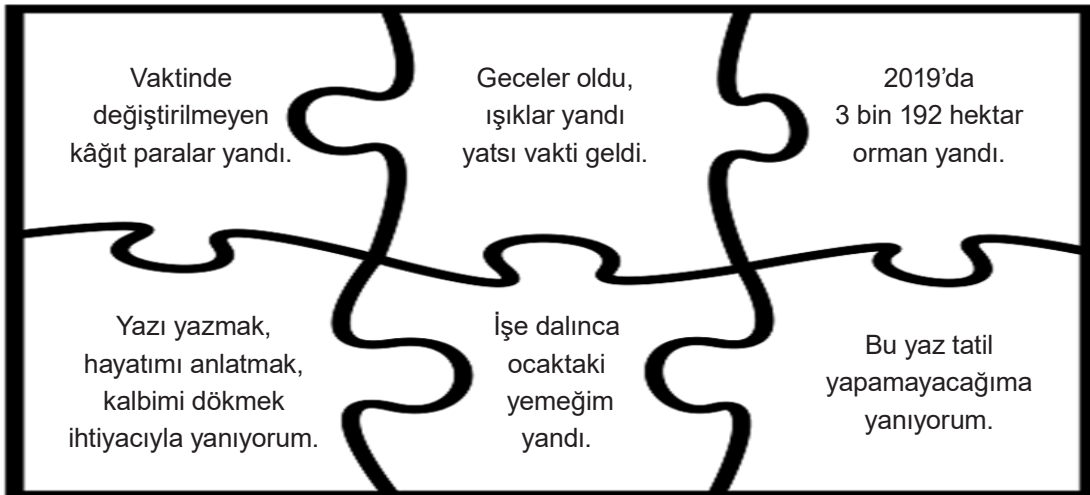 Vaktinde
değiştirilmeyen
kâğıt paralar yandı.
Geceler oldu,
ışıklar yandı
yatsı vakti geldi.
2019’da
3 bin 192 hektar
orman yandı.
Yazı yazmak,
hayatımı anlatmak,
kalbimi dökmek
ihtiyacıyla yanıyorum.
İşe dalınca
ocaktaki
yemeğim
yandı.
Bu yaz tatil
yapamayacağıma
yanıyorum.